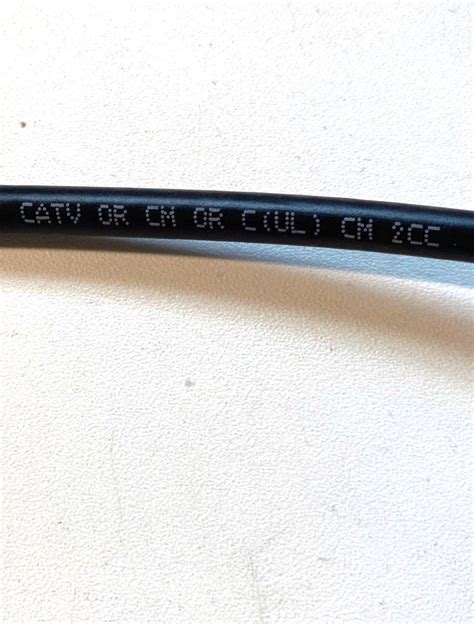 CATV OR CM OR C(UL) CM 2CC